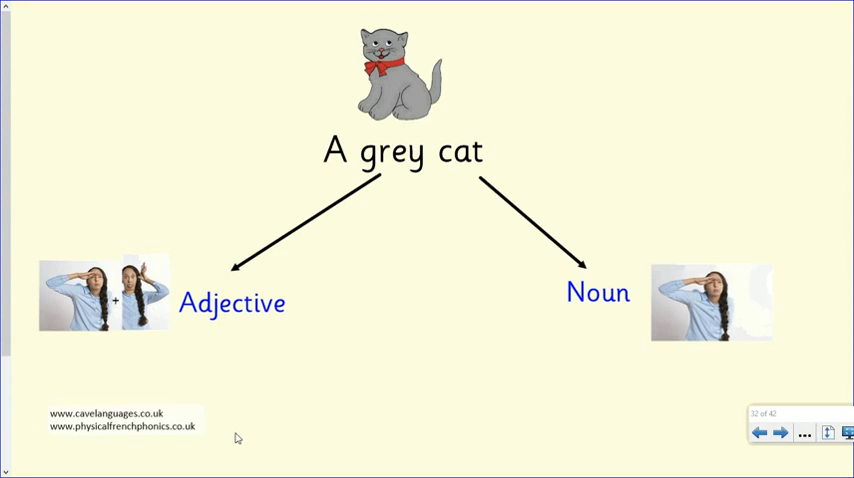 A grey cat
+
Adjective
Noun
www.cavelanguages.co.uk
www.physicalfrenchphonics.co.uk
32 of 42
...